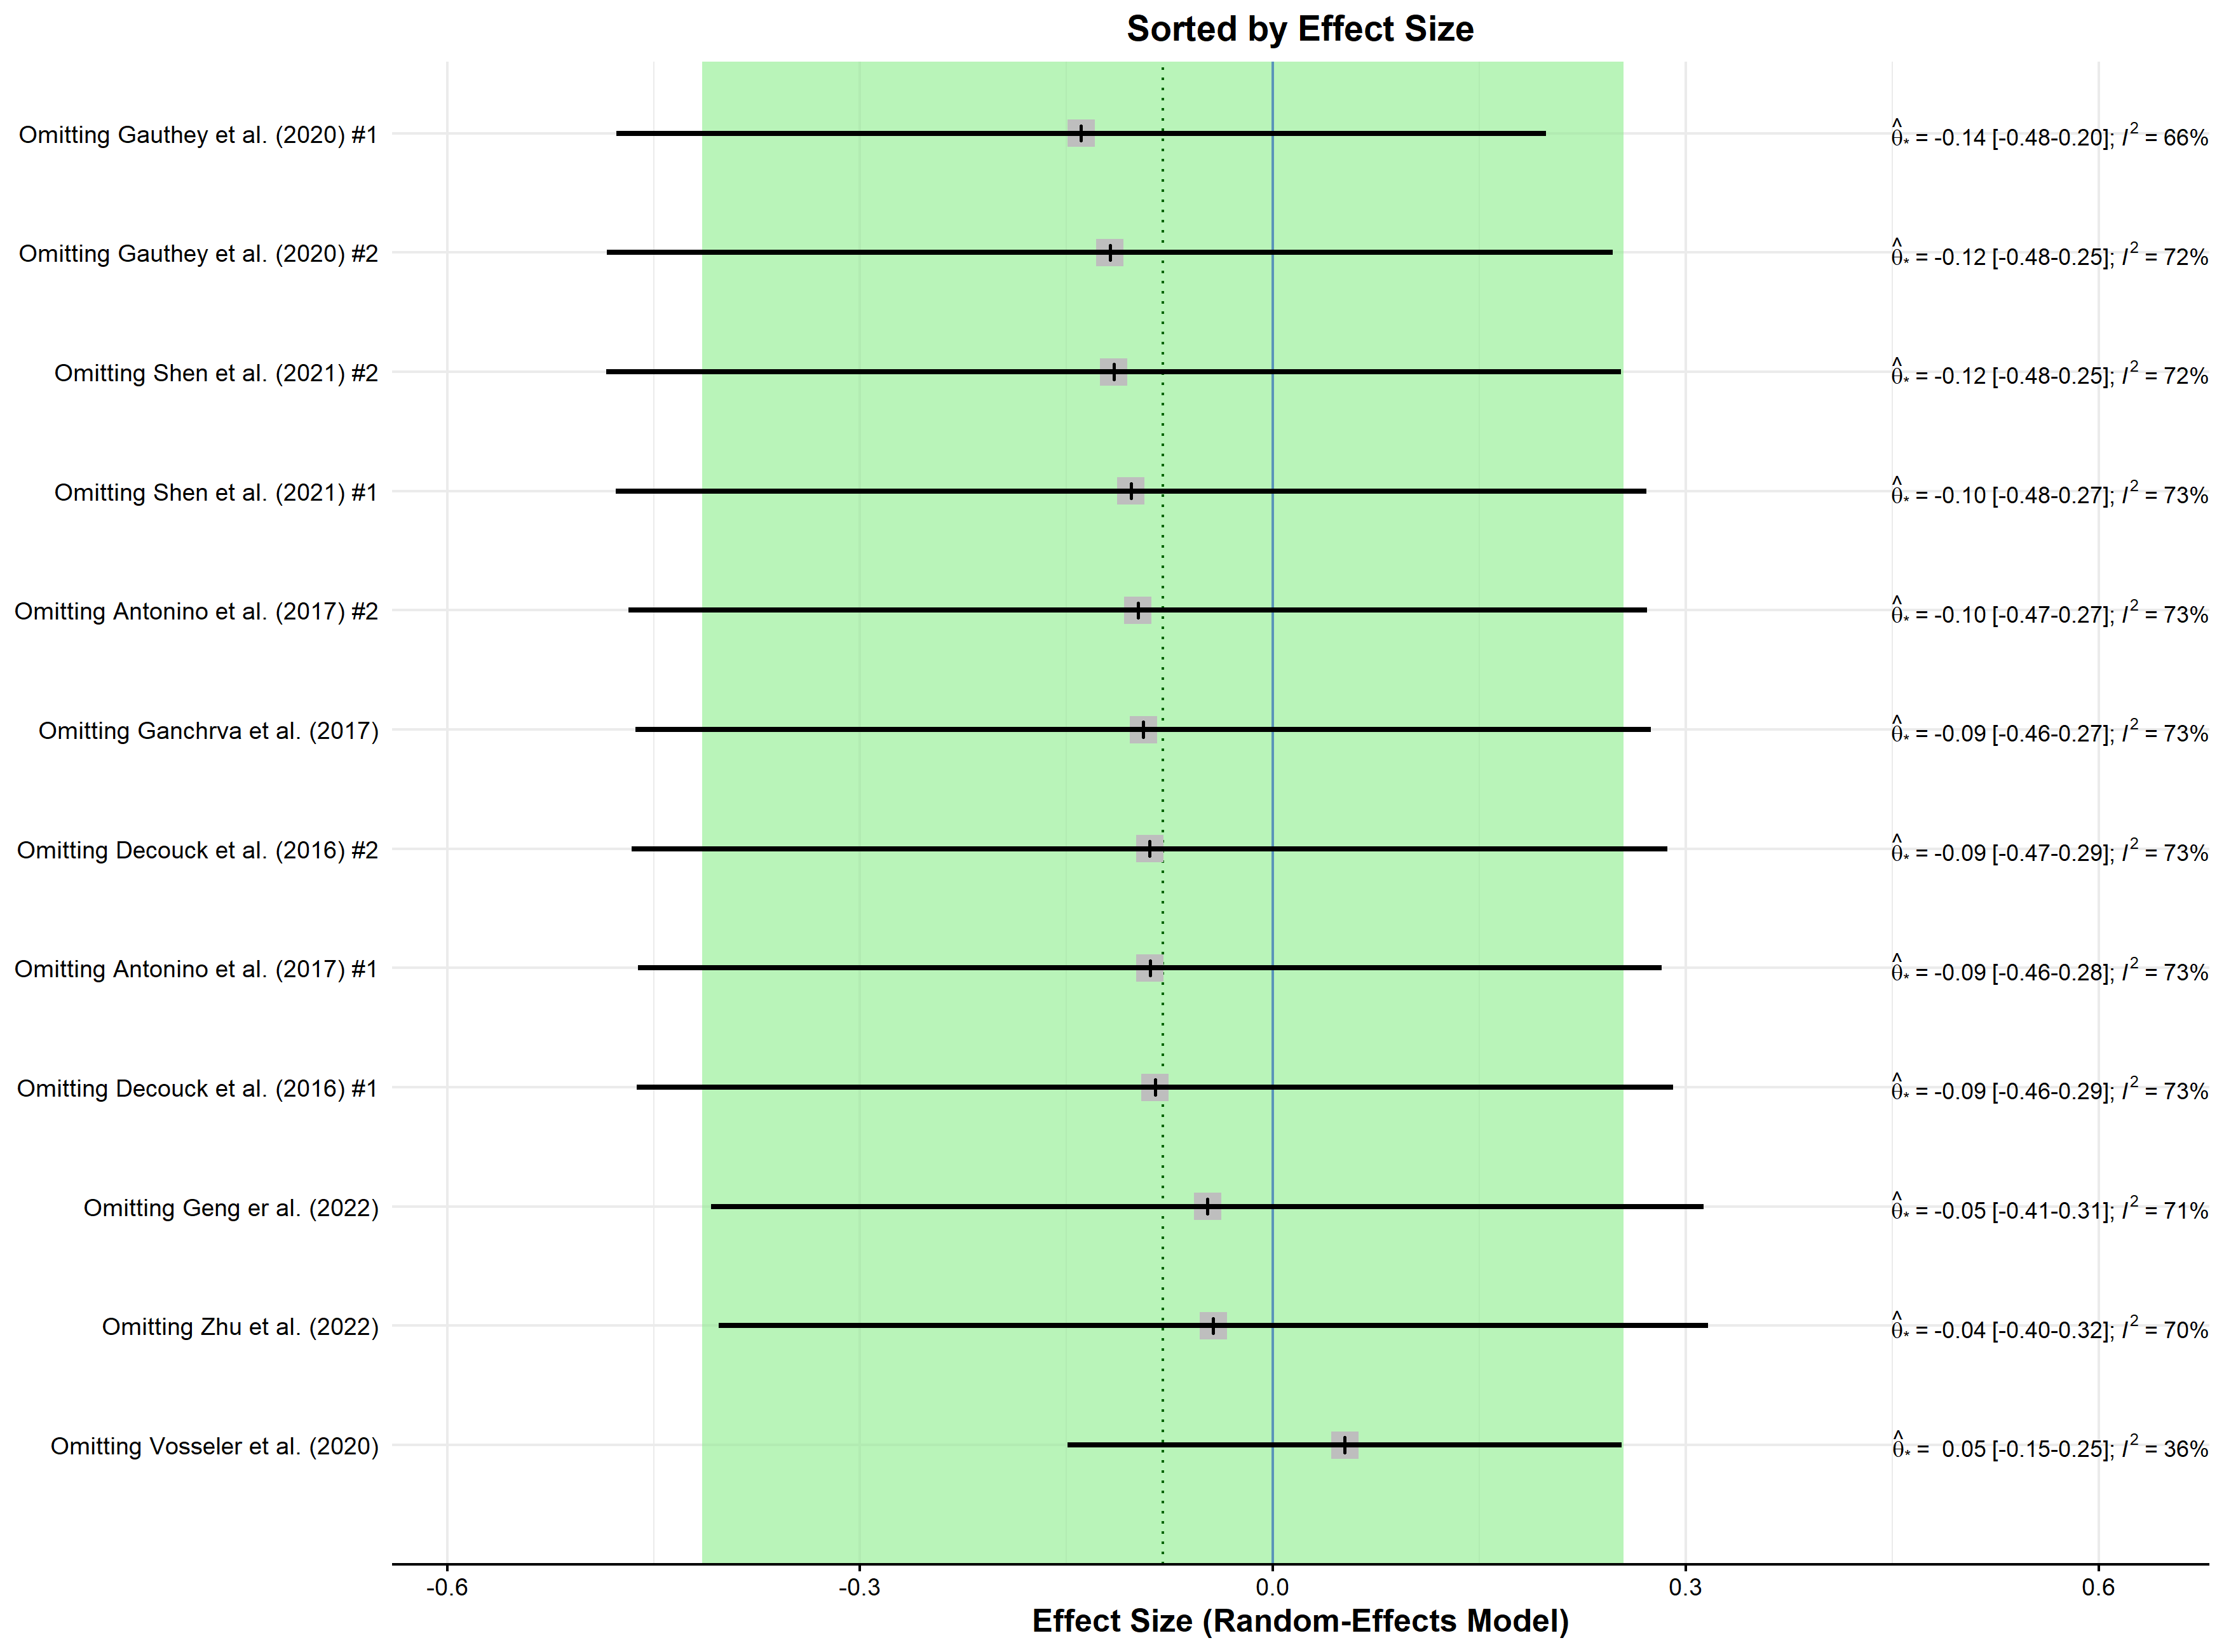 Sorted by Effect Size
Omitting Gauthey et al. (2020) #1 θ̂* = -0.14 [-0.48-0.20]; I² = 66%
Omitting Gauthey et al. (2020) #2 θ̂* = -0.12 [-0.48-0.25]; I² = 72%
Omitting Shen et al. (2021) #2 θ̂* = -0.12 [-0.48-0.25]; I² = 72%
Omitting Shen et al. (2021) #1 θ̂* = -0.10 [-0.48-0.27]; I² = 73%
Omitting Antonino et al. (2017) #2 θ̂* = -0.10 [-0.47-0.27]; I² = 73%
Omitting Ganchrva et al. (2017) θ̂* = -0.09 [-0.46-0.27]; I² = 73%
Omitting Decouck et al. (2016) #2 θ̂* = -0.09 [-0.47-0.29]; I² = 73%
Omitting Antonino et al. (2017) #1 θ̂* = -0.09 [-0.46-0.28]; I² = 73%
Omitting Decouck et al. (2016) #1 θ̂* = -0.09 [-0.46-0.29]; I² = 73%
Omitting Geng er al. (2022) θ̂* = -0.05 [-0.41-0.31]; I² = 71%
Omitting Zhu et al. (2022) θ̂* = -0.04 [-0.40-0.32]; I² = 70%
Omitting Vosseler et al. (2020) θ̂* = 0.05 [-0.15-0.25]; I² = 36%
-0.6 -0.3 0.0 0.3 0.6
Effect Size (Random-Effects Model)